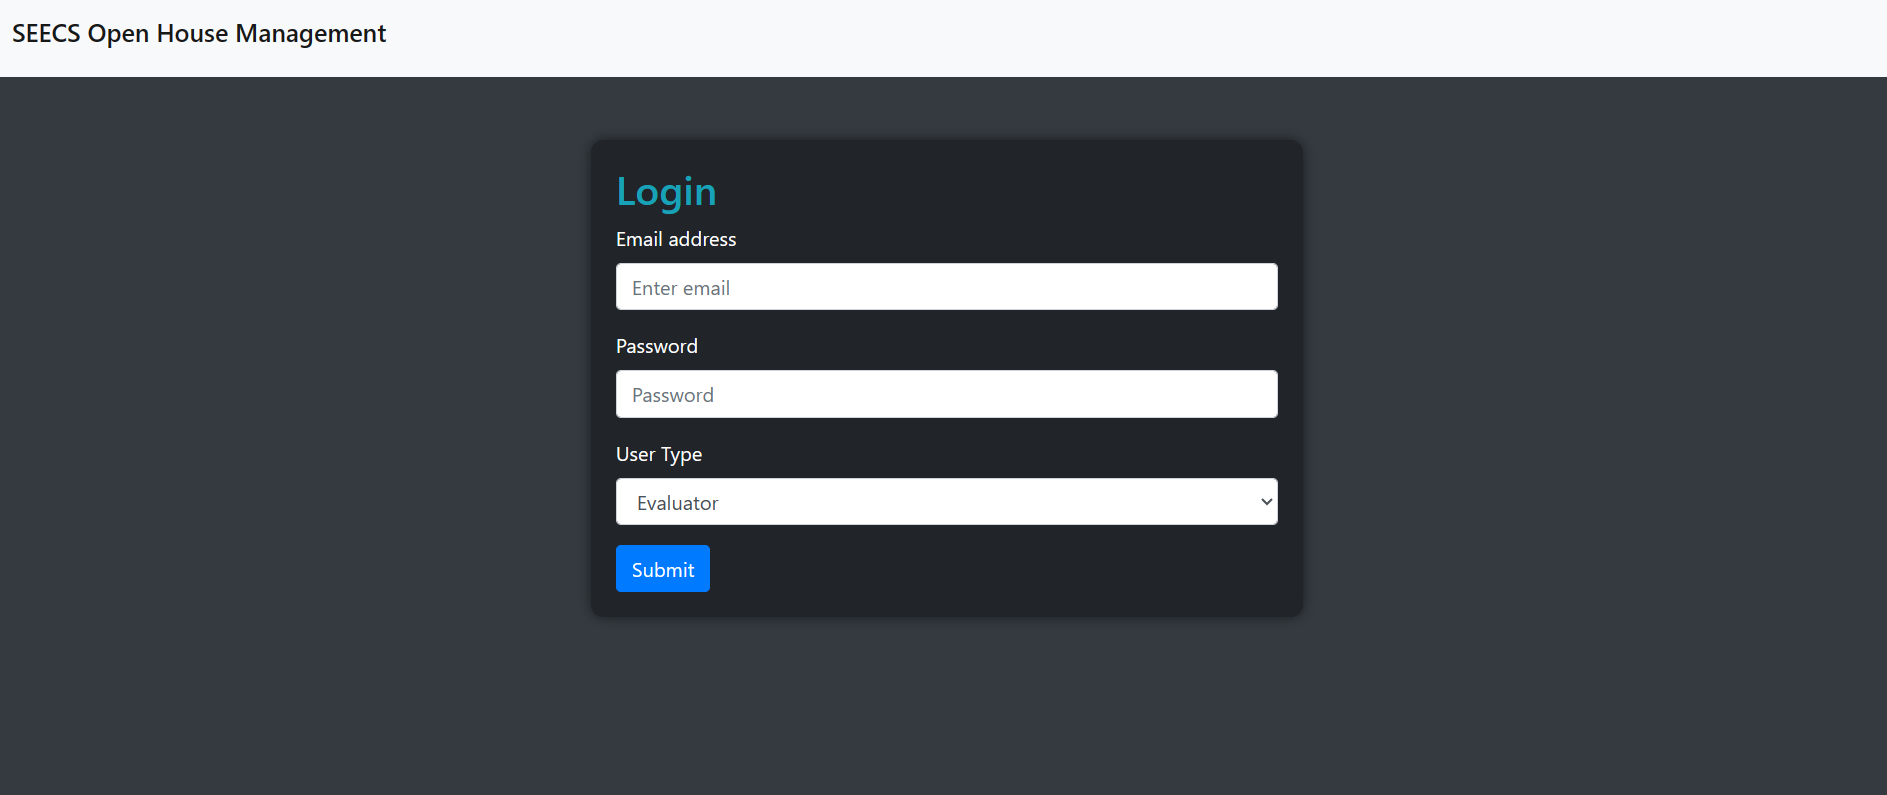 SEECS Open House Management
Login
Email address
Enter email
Password
Password
User Type
Evaluator
Submit